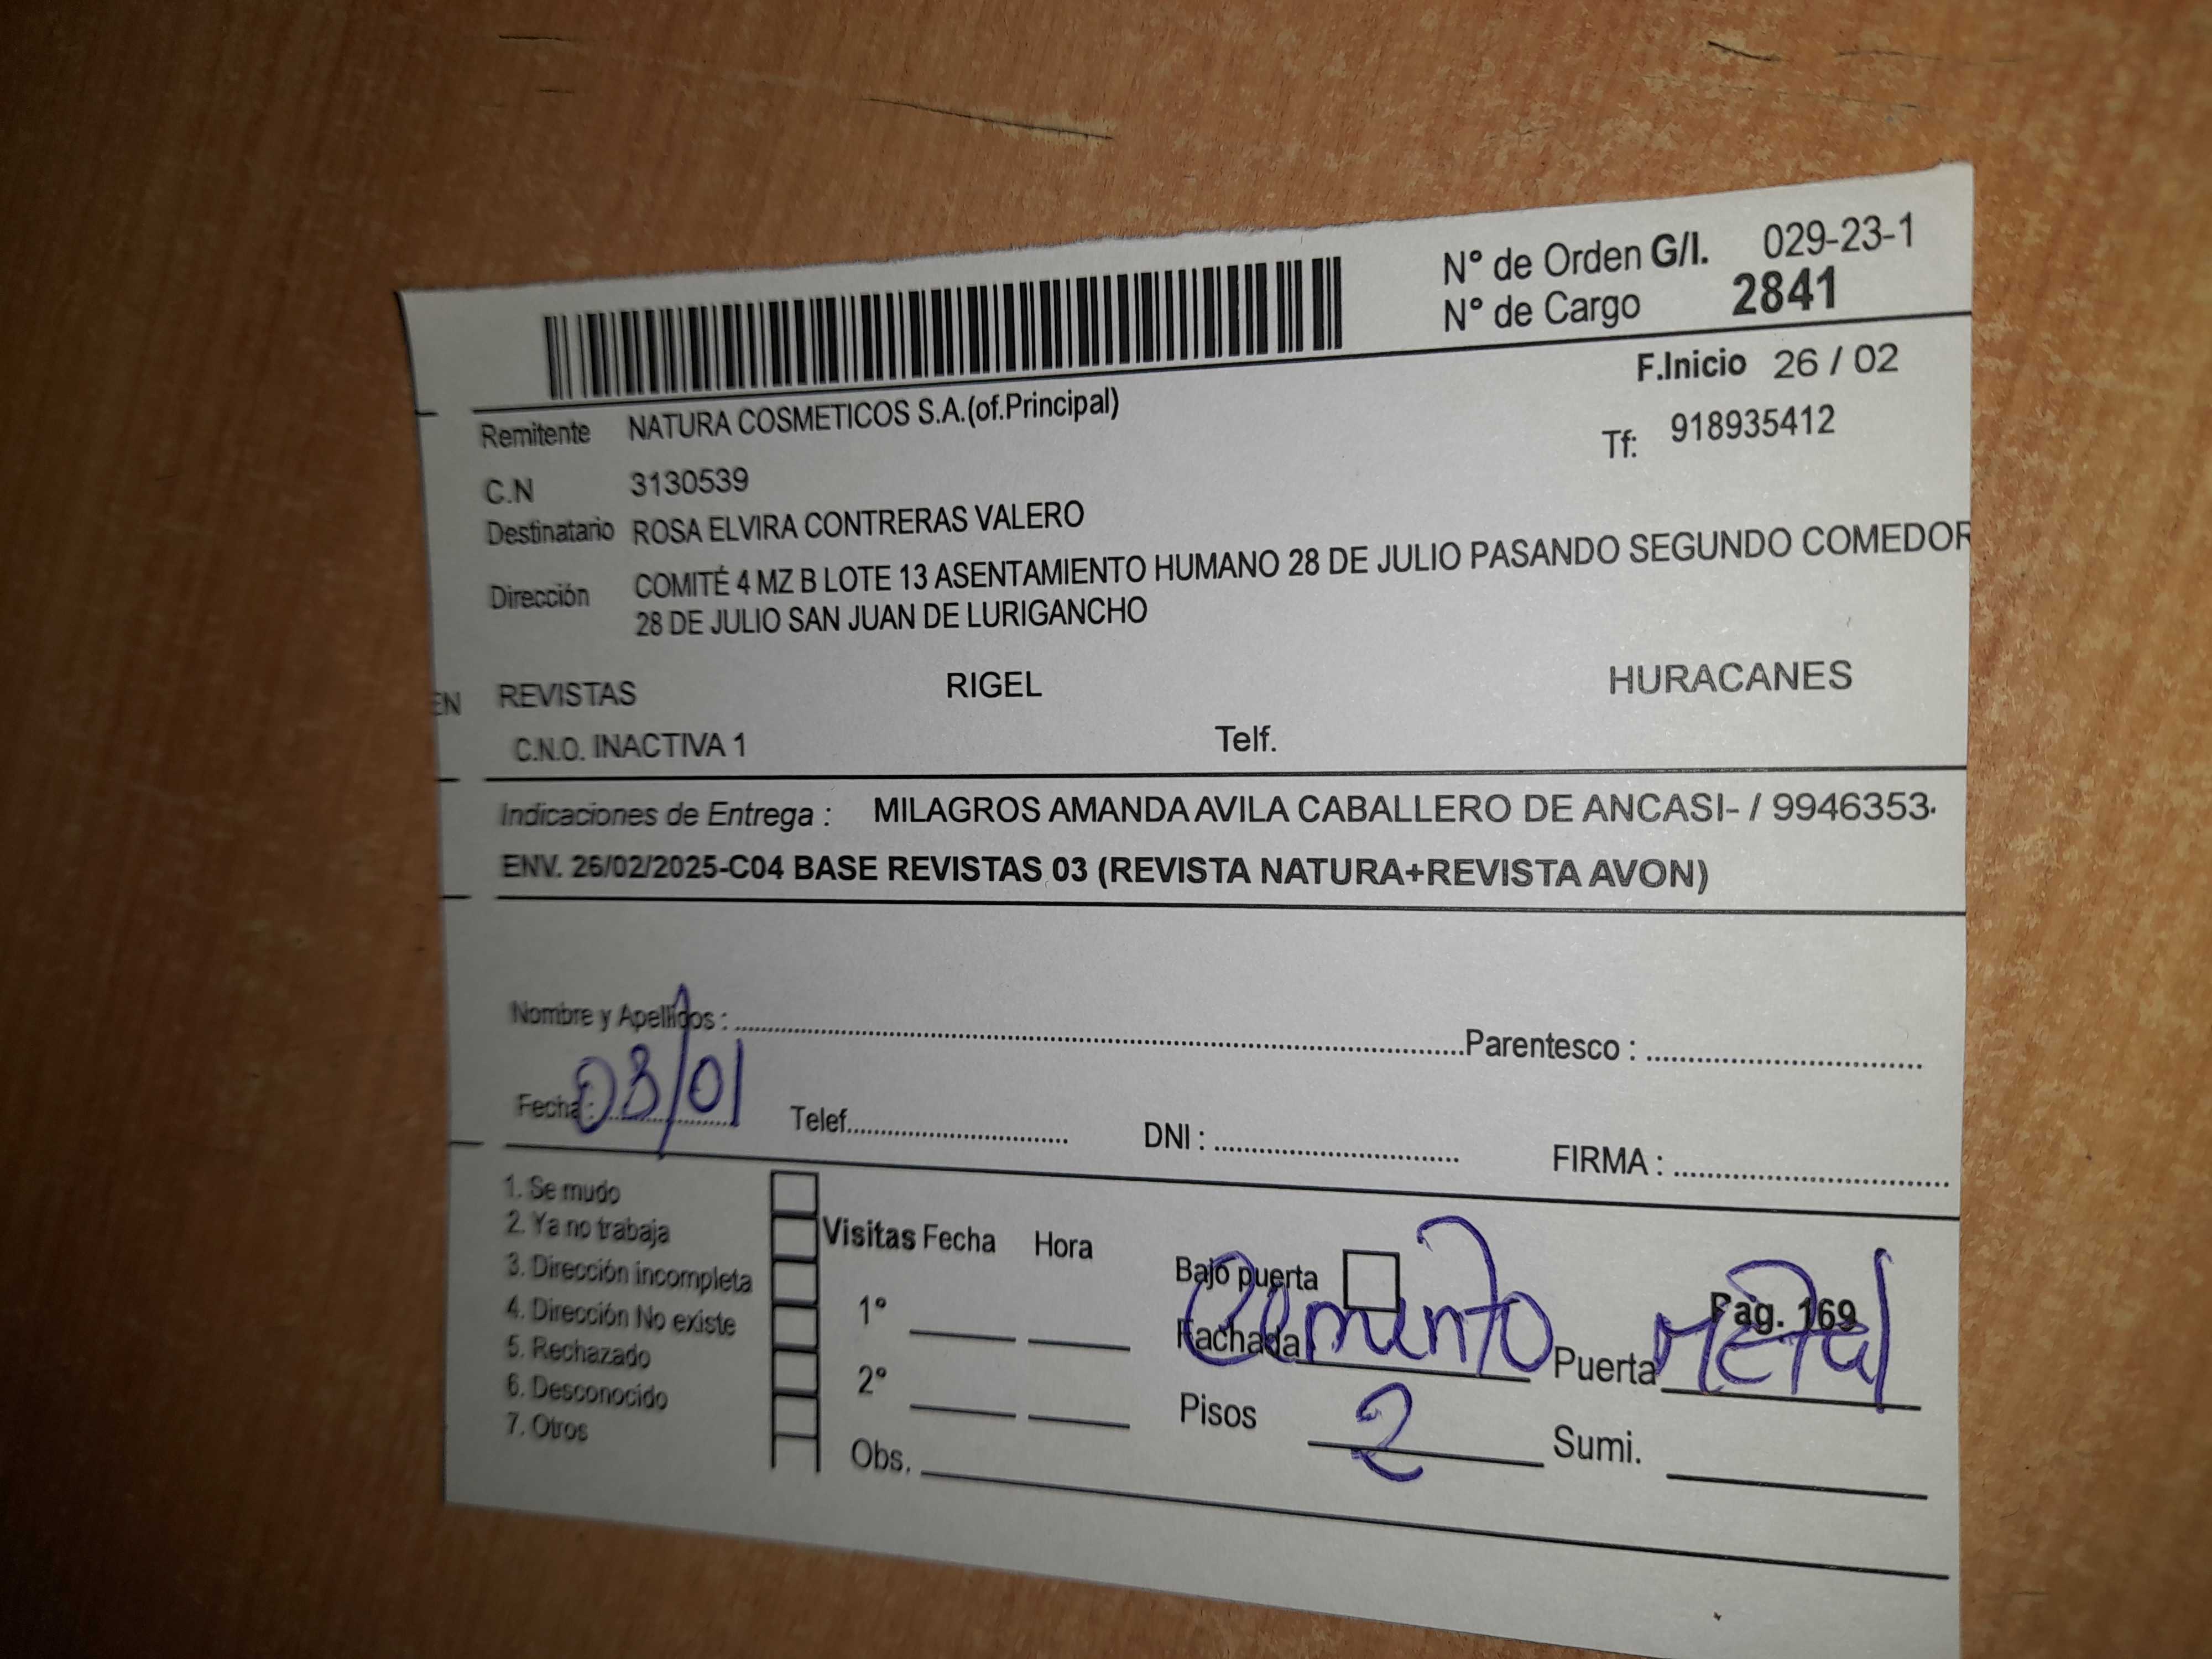 N° de Orden G/I. 029-23-1
N° de Cargo 2841
F.Inicio 26 / 02
Remitente NATURA COSMETICOS S.A.(of.Principal)
Tf: 918935412
C.N 3130539
Destinatario ROSA ELVIRA CONTRERAS VALERO
Dirección COMITÉ 4 MZ B LOTE 13 ASENTAMIENTO HUMANO 28 DE JULIO PASANDO SEGUNDO COMEDOR
28 DE JULIO SAN JUAN DE LURIGANCHO
EN REVISTAS RIGEL HURACANES
C.N.O. INACTIVA 1 Telf.
Indicaciones de Entrega : MILAGROS AMANDA AVILA CABALLERO DE ANCASI- / 9946353
ENV. 26/02/2025-C04 BASE REVISTAS 03 (REVISTA NATURA+REVISTA AVON)
Nombre y Apellidos : Parentesco :
Fecha: 03/01 Telef. DNI : FIRMA :
1. Se mudo
2. Ya no trabaja
3. Dirección incompleta
4. Dirección No existe
5. Rechazado
6. Desconocido
7. Otros
Visitas Fecha Hora
1°
2°
Obs.
Bajo puerta
Pag. 169
Fachada Cemento Puerta Metal
Pisos 2 Sumi.